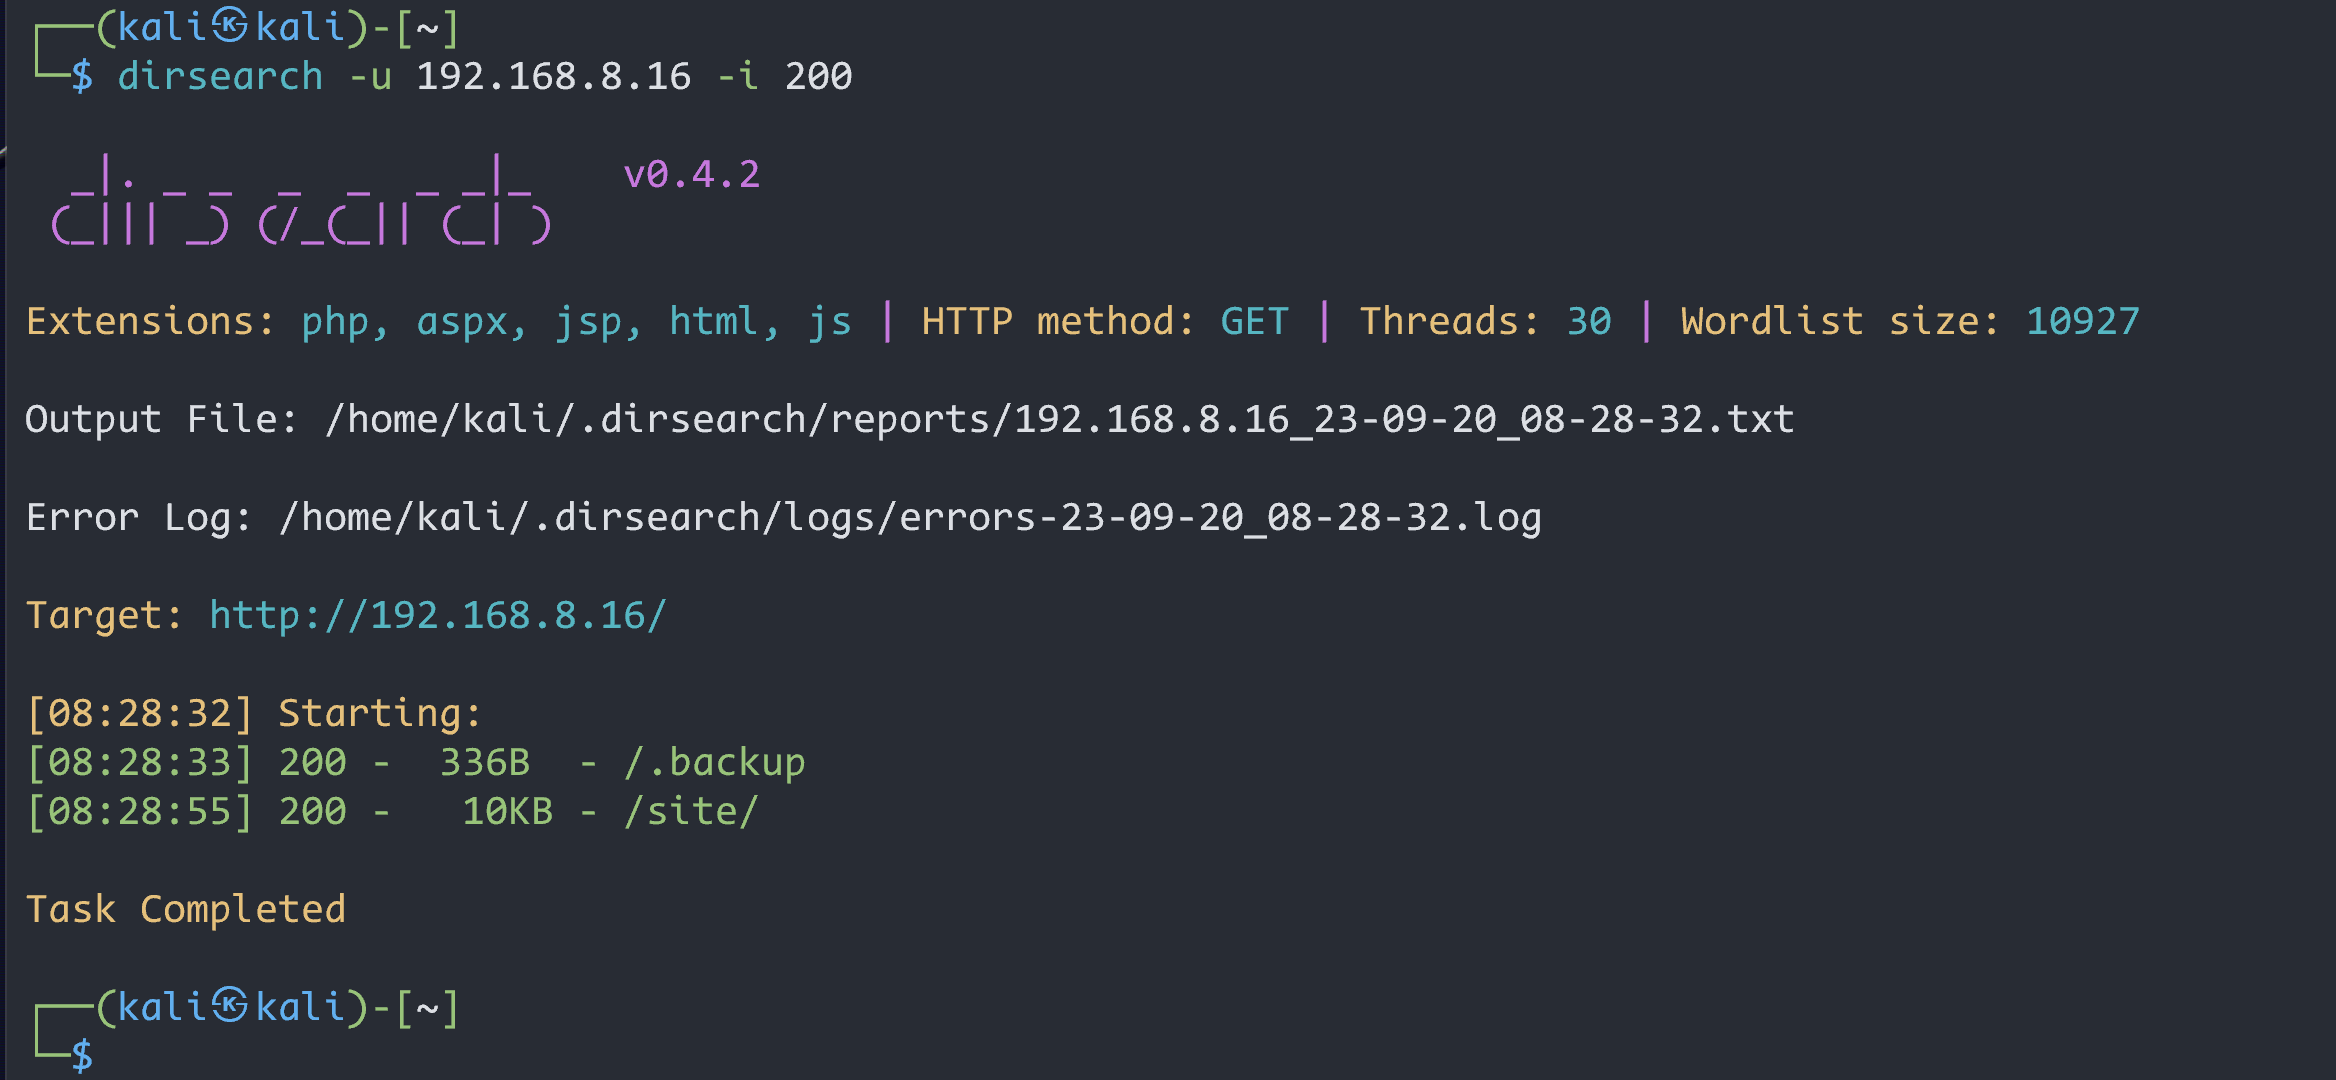 ┌──(kali㉿kali)-[~]
└─$ dirsearch -u 192.168.8.16 -i 200

  _|. _ _  _  _  _ _|_    v0.4.2
 (_||| _) (/_(_|| (_| )

Extensions: php, aspx, jsp, html, js | HTTP method: GET | Threads: 30 | Wordlist size: 10927

Output File: /home/kali/.dirsearch/reports/192.168.8.16_23-09-20_08-28-32.txt

Error Log: /home/kali/.dirsearch/logs/errors-23-09-20_08-28-32.log

Target: http://192.168.8.16/

[08:28:32] Starting:
[08:28:33] 200 -  336B  - /.backup
[08:28:55] 200 -   10KB - /site/

Task Completed

┌──(kali㉿kali)-[~]
└─$